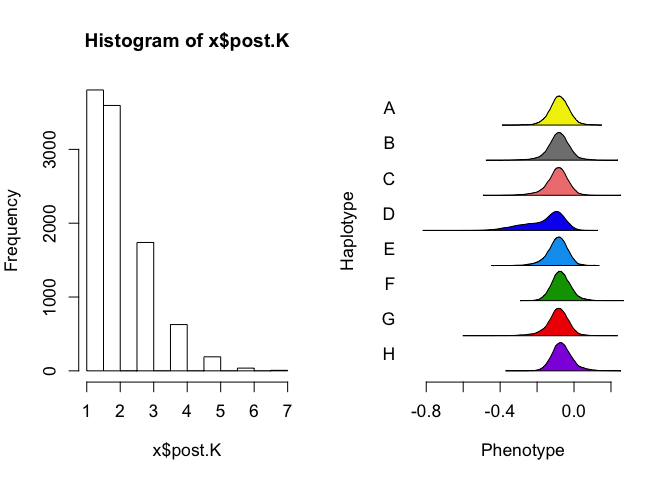 Histogram of x$post.K
Frequency
0
1000
2000
3000
1 2 3 4 5 6 7
x$post.K
Haplotype
A
B
C
D
E
F
G
H
-0.8 -0.4 0.0
Phenotype